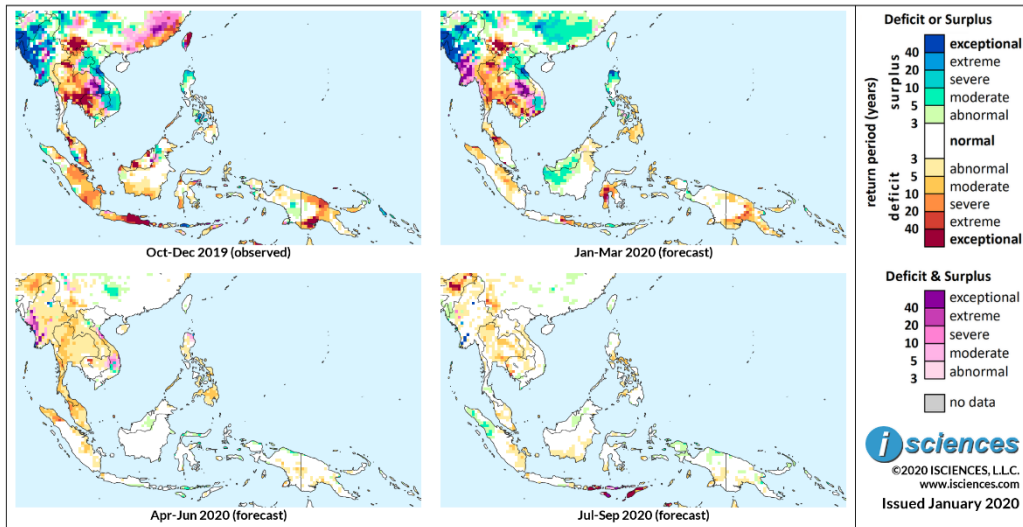 Oct-Dec 2019 (observed)
Jan-Mar 2020 (forecast)
Apr-Jun 2020 (forecast)
Jul-Sep 2020 (forecast)
Deficit or Surplus
return period (years)
surplus
deficit
40
20
10
5
3
3
5
10
20
40
exceptional
extreme
severe
moderate
abnormal
normal
abnormal
moderate
severe
extreme
exceptional
Deficit & Surplus
40
20
10
5
3
exceptional
extreme
severe
moderate
abnormal
no data
i sciences
©2020 ISCIENCES, L.L.C.
www.isciences.com
Issued January 2020